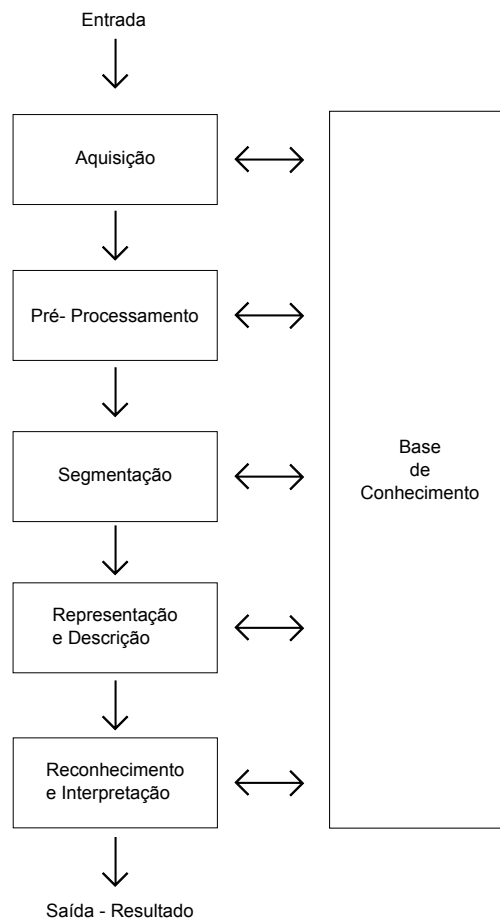 Entrada
Aquisição
Pré- Processamento
Segmentação
Base
de
Conhecimento
Representação
e Descrição
Reconhecimento
e Interpretação
Saída - Resultado